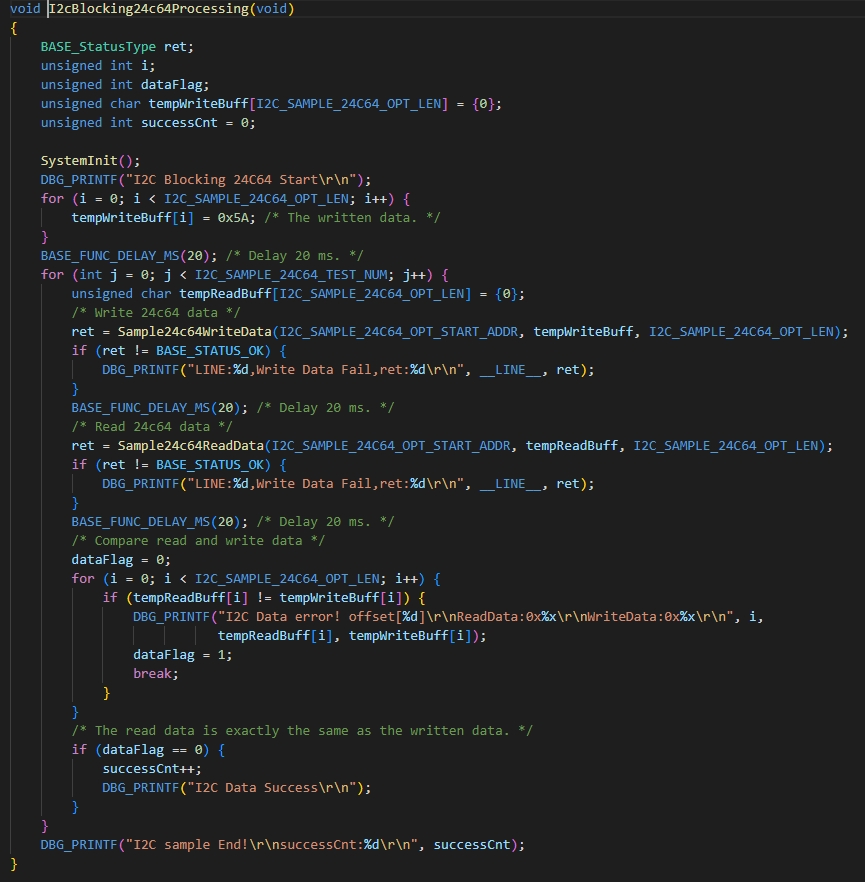 void I2cBlocking24c64Processing(void)
{
    BASE_StatusType ret;
    unsigned int i;
    unsigned int dataFlag;
    unsigned char tempWriteBuff[I2C_SAMPLE_24C64_OPT_LEN] = {0};
    unsigned int successCnt = 0;

    SystemInit();
    DBG_PRINTF("I2C Blocking 24C64 Start\r\n");
    for (i = 0; i < I2C_SAMPLE_24C64_OPT_LEN; i++) {
        tempWriteBuff[i] = 0x5A; /* The written data. */
    }
    BASE_FUNC_DELAY_MS(20); /* Delay 20 ms. */
    for (int j = 0; j < I2C_SAMPLE_24C64_TEST_NUM; j++) {
        unsigned char tempReadBuff[I2C_SAMPLE_24C64_OPT_LEN] = {0};
        /* Write 24c64 data */
        ret = Sample24c64WriteData(I2C_SAMPLE_24C64_OPT_START_ADDR, tempWriteBuff, I2C_SAMPLE_24C64_OPT_LEN);
        if (ret != BASE_STATUS_OK) {
            DBG_PRINTF("LINE:%d,Write Data Fail,ret:%d\r\n", __LINE__, ret);
        }
        BASE_FUNC_DELAY_MS(20); /* Delay 20 ms. */
        /* Read 24c64 data */
        ret = Sample24c64ReadData(I2C_SAMPLE_24C64_OPT_START_ADDR, tempReadBuff, I2C_SAMPLE_24C64_OPT_LEN);
        if (ret != BASE_STATUS_OK) {
            DBG_PRINTF("LINE:%d,Write Data Fail,ret:%d\r\n", __LINE__, ret);
        }
        BASE_FUNC_DELAY_MS(20); /* Delay 20 ms. */
        /* Compare read and write data */
        dataFlag = 0;
        for (i = 0; i < I2C_SAMPLE_24C64_OPT_LEN; i++) {
            if (tempReadBuff[i] != tempWriteBuff[i]) {
                DBG_PRINTF("I2C Data error! offset[%d]\r\nReadData:0x%x\r\nWriteData:0x%x\r\n", i,
                           tempReadBuff[i], tempWriteBuff[i]);
                dataFlag = 1;
                break;
            }
        }
        /* The read data is exactly the same as the written data. */
        if (dataFlag == 0) {
            successCnt++;
            DBG_PRINTF("I2C Data Success\r\n");
        }
    }
    DBG_PRINTF("I2C sample End!\r\nsuccessCnt:%d\r\n", successCnt);
}